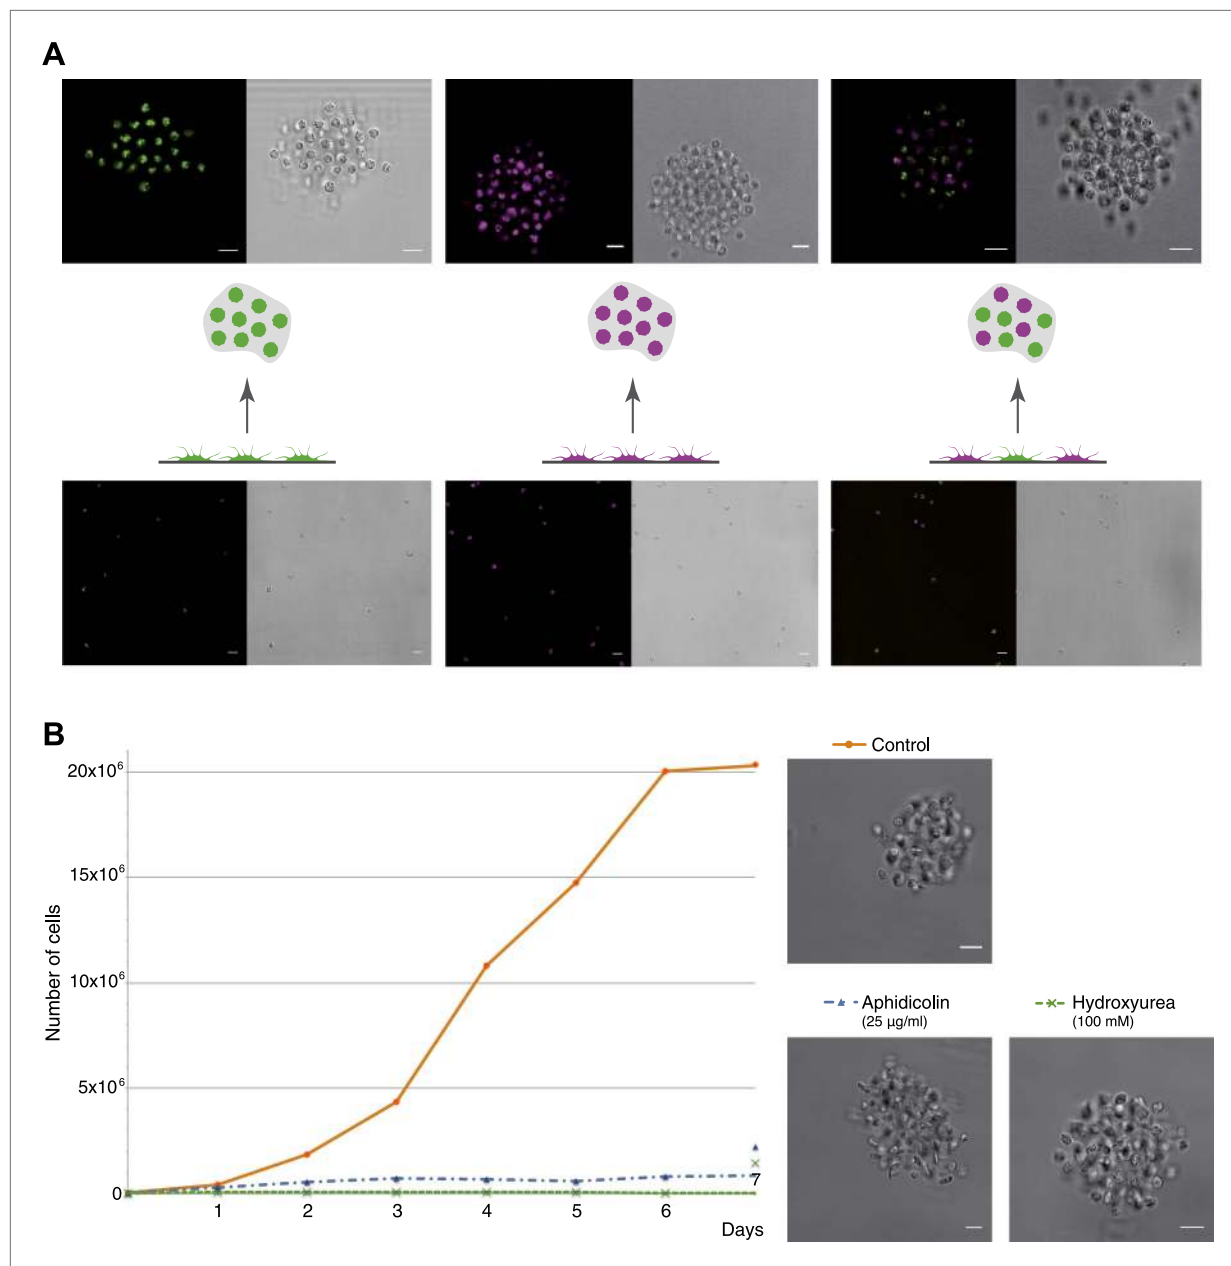 A
B
Control
20x10⁶
15x10⁶
10x10⁶
5x10⁶
0
Number of cells
1
2
3
4
5
6
7
Days
Aphidicolin
(25 µg/ml)
Hydroxyurea
(100 mM)